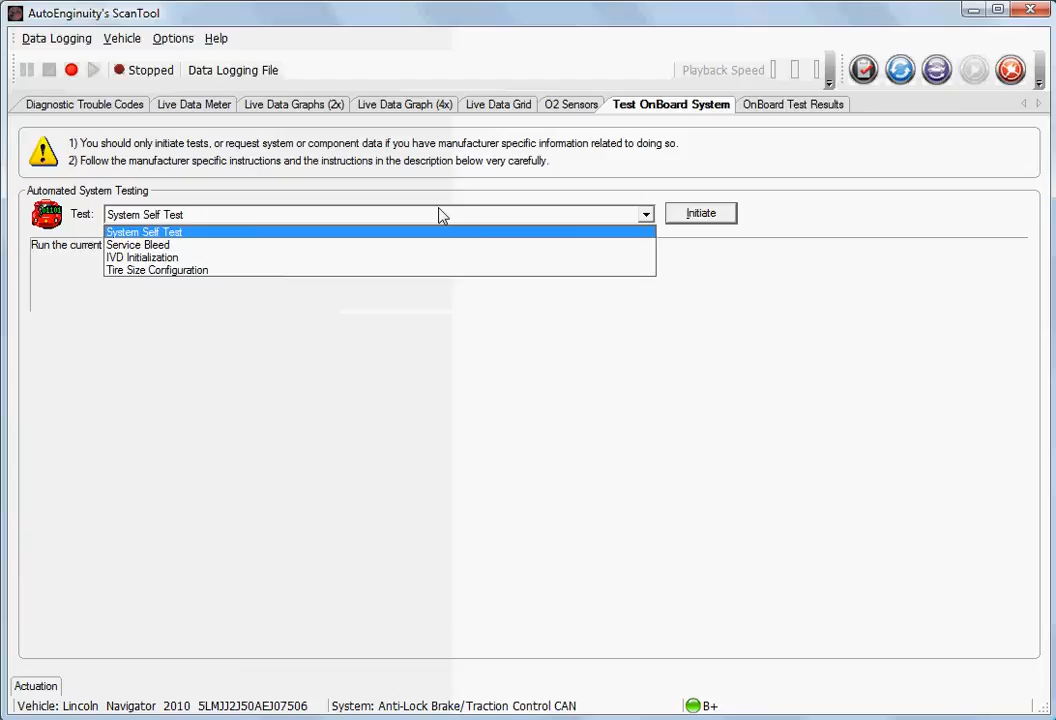 AutoEnginuity's ScanTool
Data Logging Vehicle Options Help
Stopped Data Logging File Playback Speed
Diagnostic Trouble Codes Live Data Meter Live Data Graphs (2x) Live Data Graph (4x) Live Data Grid O2 Sensors Test OnBoard System OnBoard Test Results
1) You should only initiate tests, or request system or component data if you have manufacturer specific information related to doing so.
2) Follow the manufacturer specific instructions and the instructions in the description below very carefully.
Automated System Testing
Test: System Self Test Initiate
System Self Test
Run the current Service Bleed
IVD Initialization
Tire Size Configuration
Actuation
Vehicle: Lincoln Navigator 2010 5LMJJ2J50AEJ07506 System: Anti-Lock Brake/Traction Control CAN B+